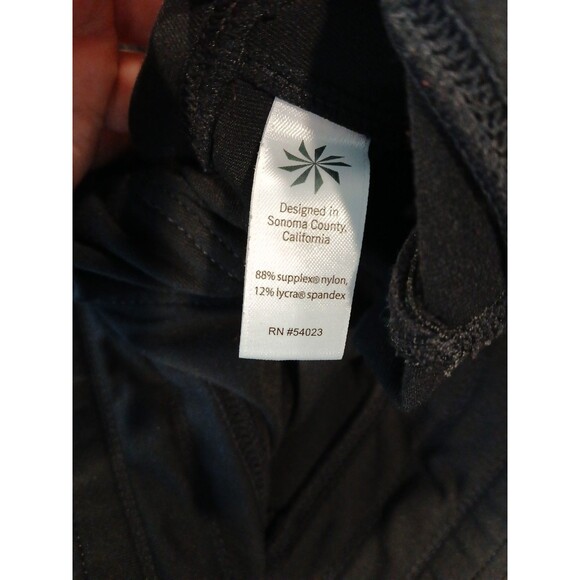 Designed in
Sonoma County,
California
88% supplex® nylon,
12% lycra® spandex
RN #54023